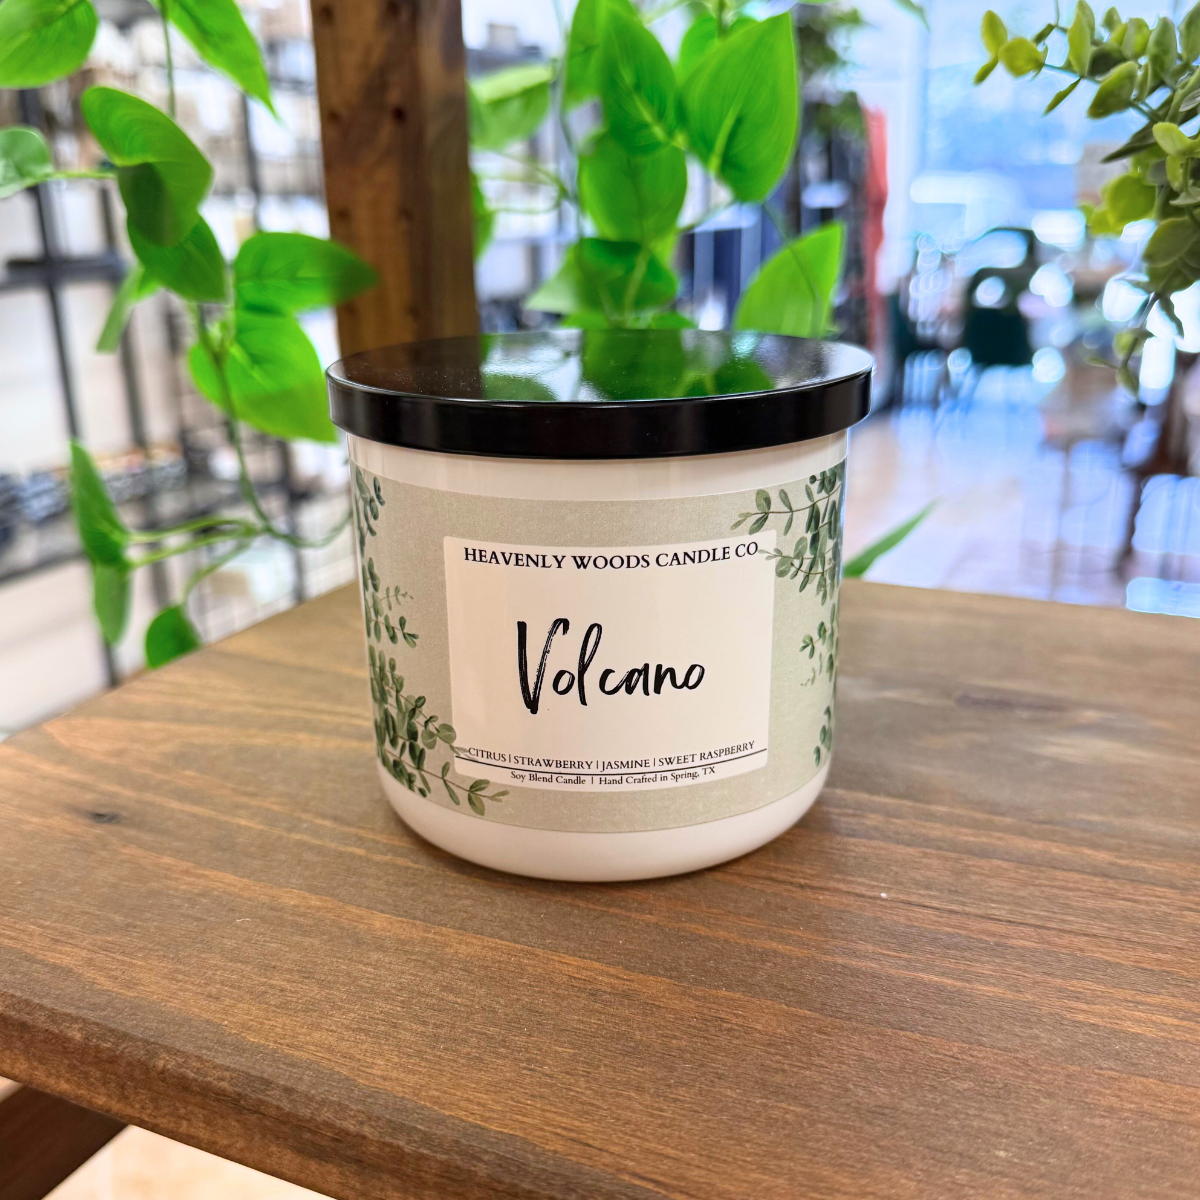 HEAVENLY WOODS CANDLE CO
Volcano
CITRUS | STRAWBERRY | JASMINE | SWEET RASPBERRY
Soy Blend Candle | Hand Crafted in Spring, TX